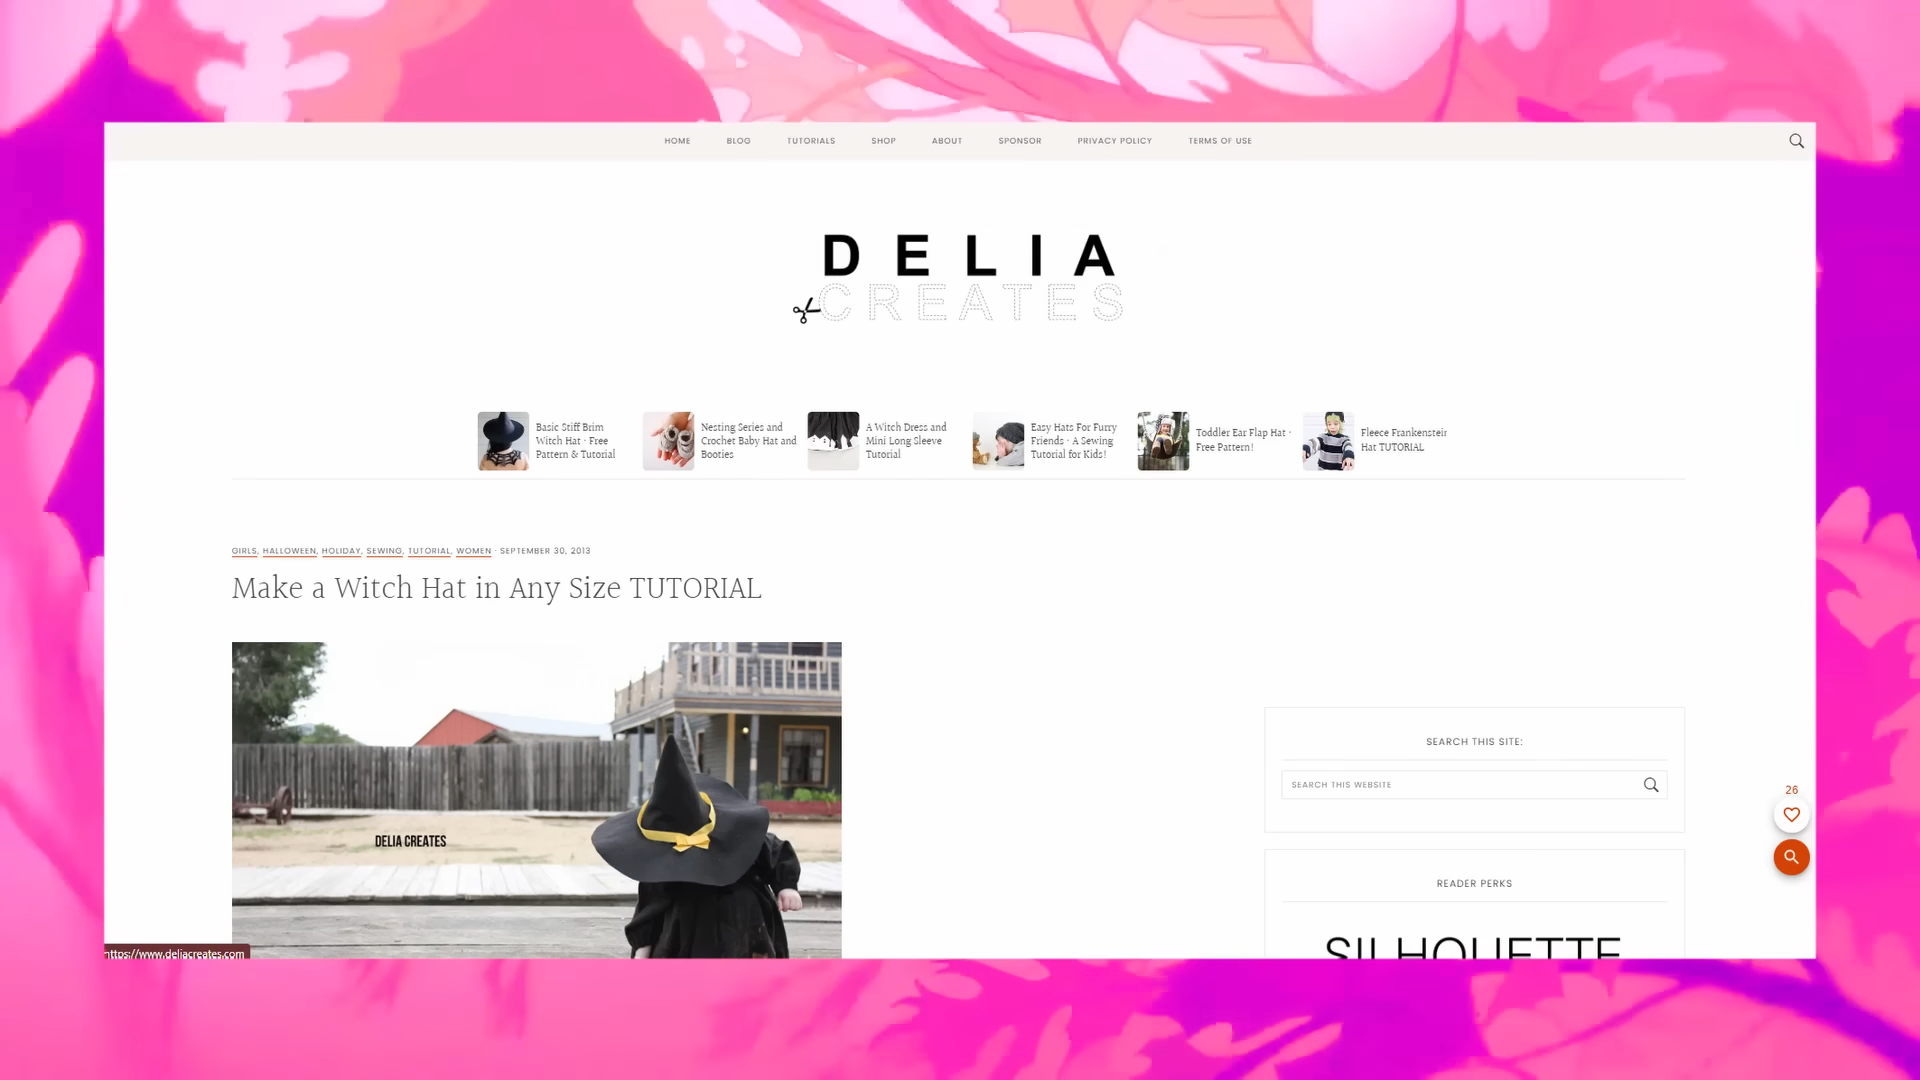 HOME BLOG TUTORIALS SHOP ABOUT SPONSOR PRIVACY POLICY TERMS OF USE
DELIA
CREATES
Basic Stiff Brim
Witch Hat - Free
Pattern & Tutorial
Nesting Series and
Crochet Baby Hat and
Booties
A Witch Dress and
Mini Long Sleeve
Tutorial
Easy Hats For Furry
Friends - A Sewing
Tutorial for Kids!
Toddler Ear Flap Hat -
Free Pattern!
Fleece Frankenstein
Hat TUTORIAL
GIRLS, HALLOWEEN, HOLIDAY, SEWING, TUTORIAL, WOMEN · SEPTEMBER 30, 2013
Make a Witch Hat in Any Size TUTORIAL
DELIA CREATES
SEARCH THIS SITE:
SEARCH THIS WEBSITE
26
READER PERKS
SILHOUETTE
https://www.deliacreates.com